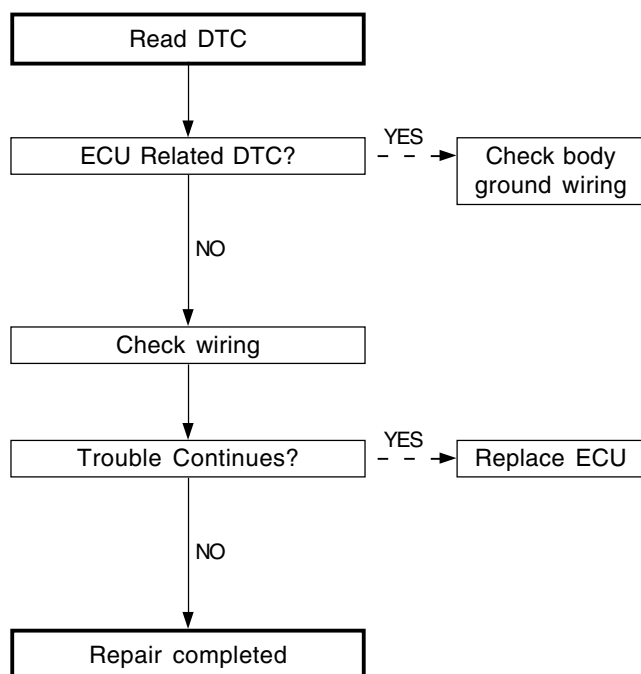 Read DTC
ECU Related DTC?
YES
Check body
ground wiring
NO
Check wiring
Trouble Continues?
YES
Replace ECU
NO
Repair completed